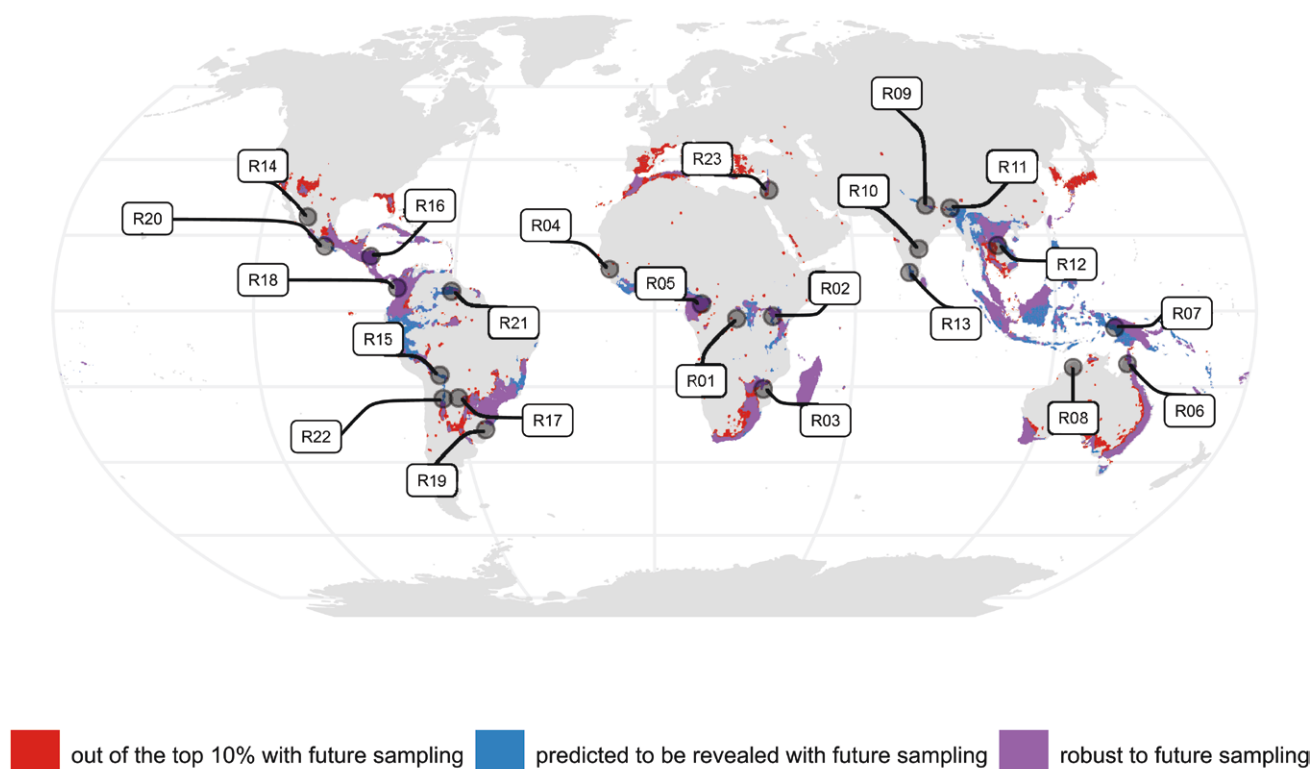 R09
R14
R23
R11
R10
R20
R16
R04
R12
R18
R05
R02
R07
R21
R13
R15
R01
R08
R06
R22
R17
R03
R19
out of the top 10% with future sampling
predicted to be revealed with future sampling
robust to future sampling